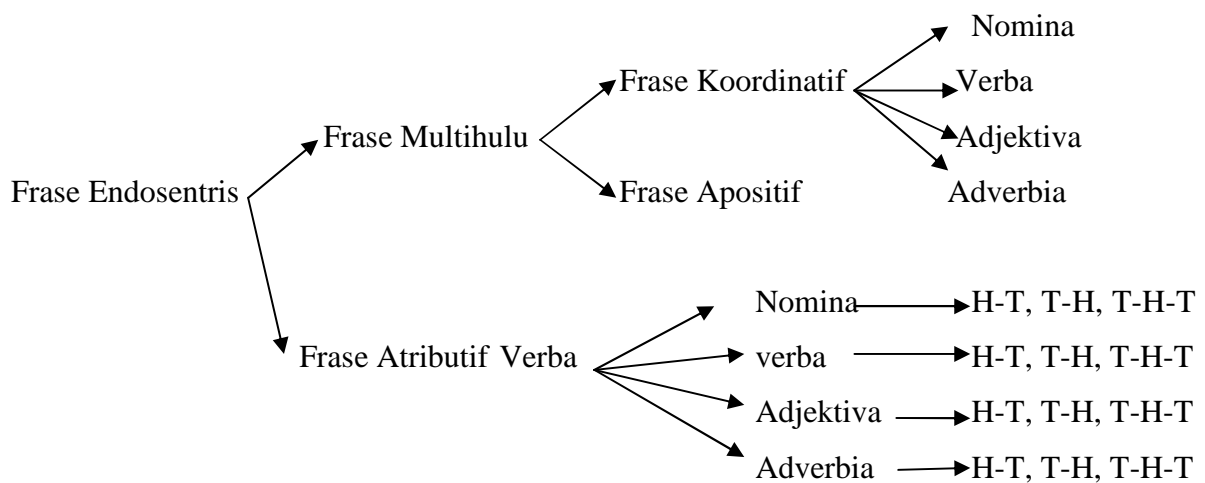 Nomina
Frase Koordinatif Verba
Frase Multihulu Adjektiva
Frase Endosentris Frase Apositif Adverbia
Nomina H-T, T-H, T-H-T
Frase Atributif Verba verba H-T, T-H, T-H-T
Adjektiva H-T, T-H, T-H-T
Adverbia H-T, T-H, T-H-T